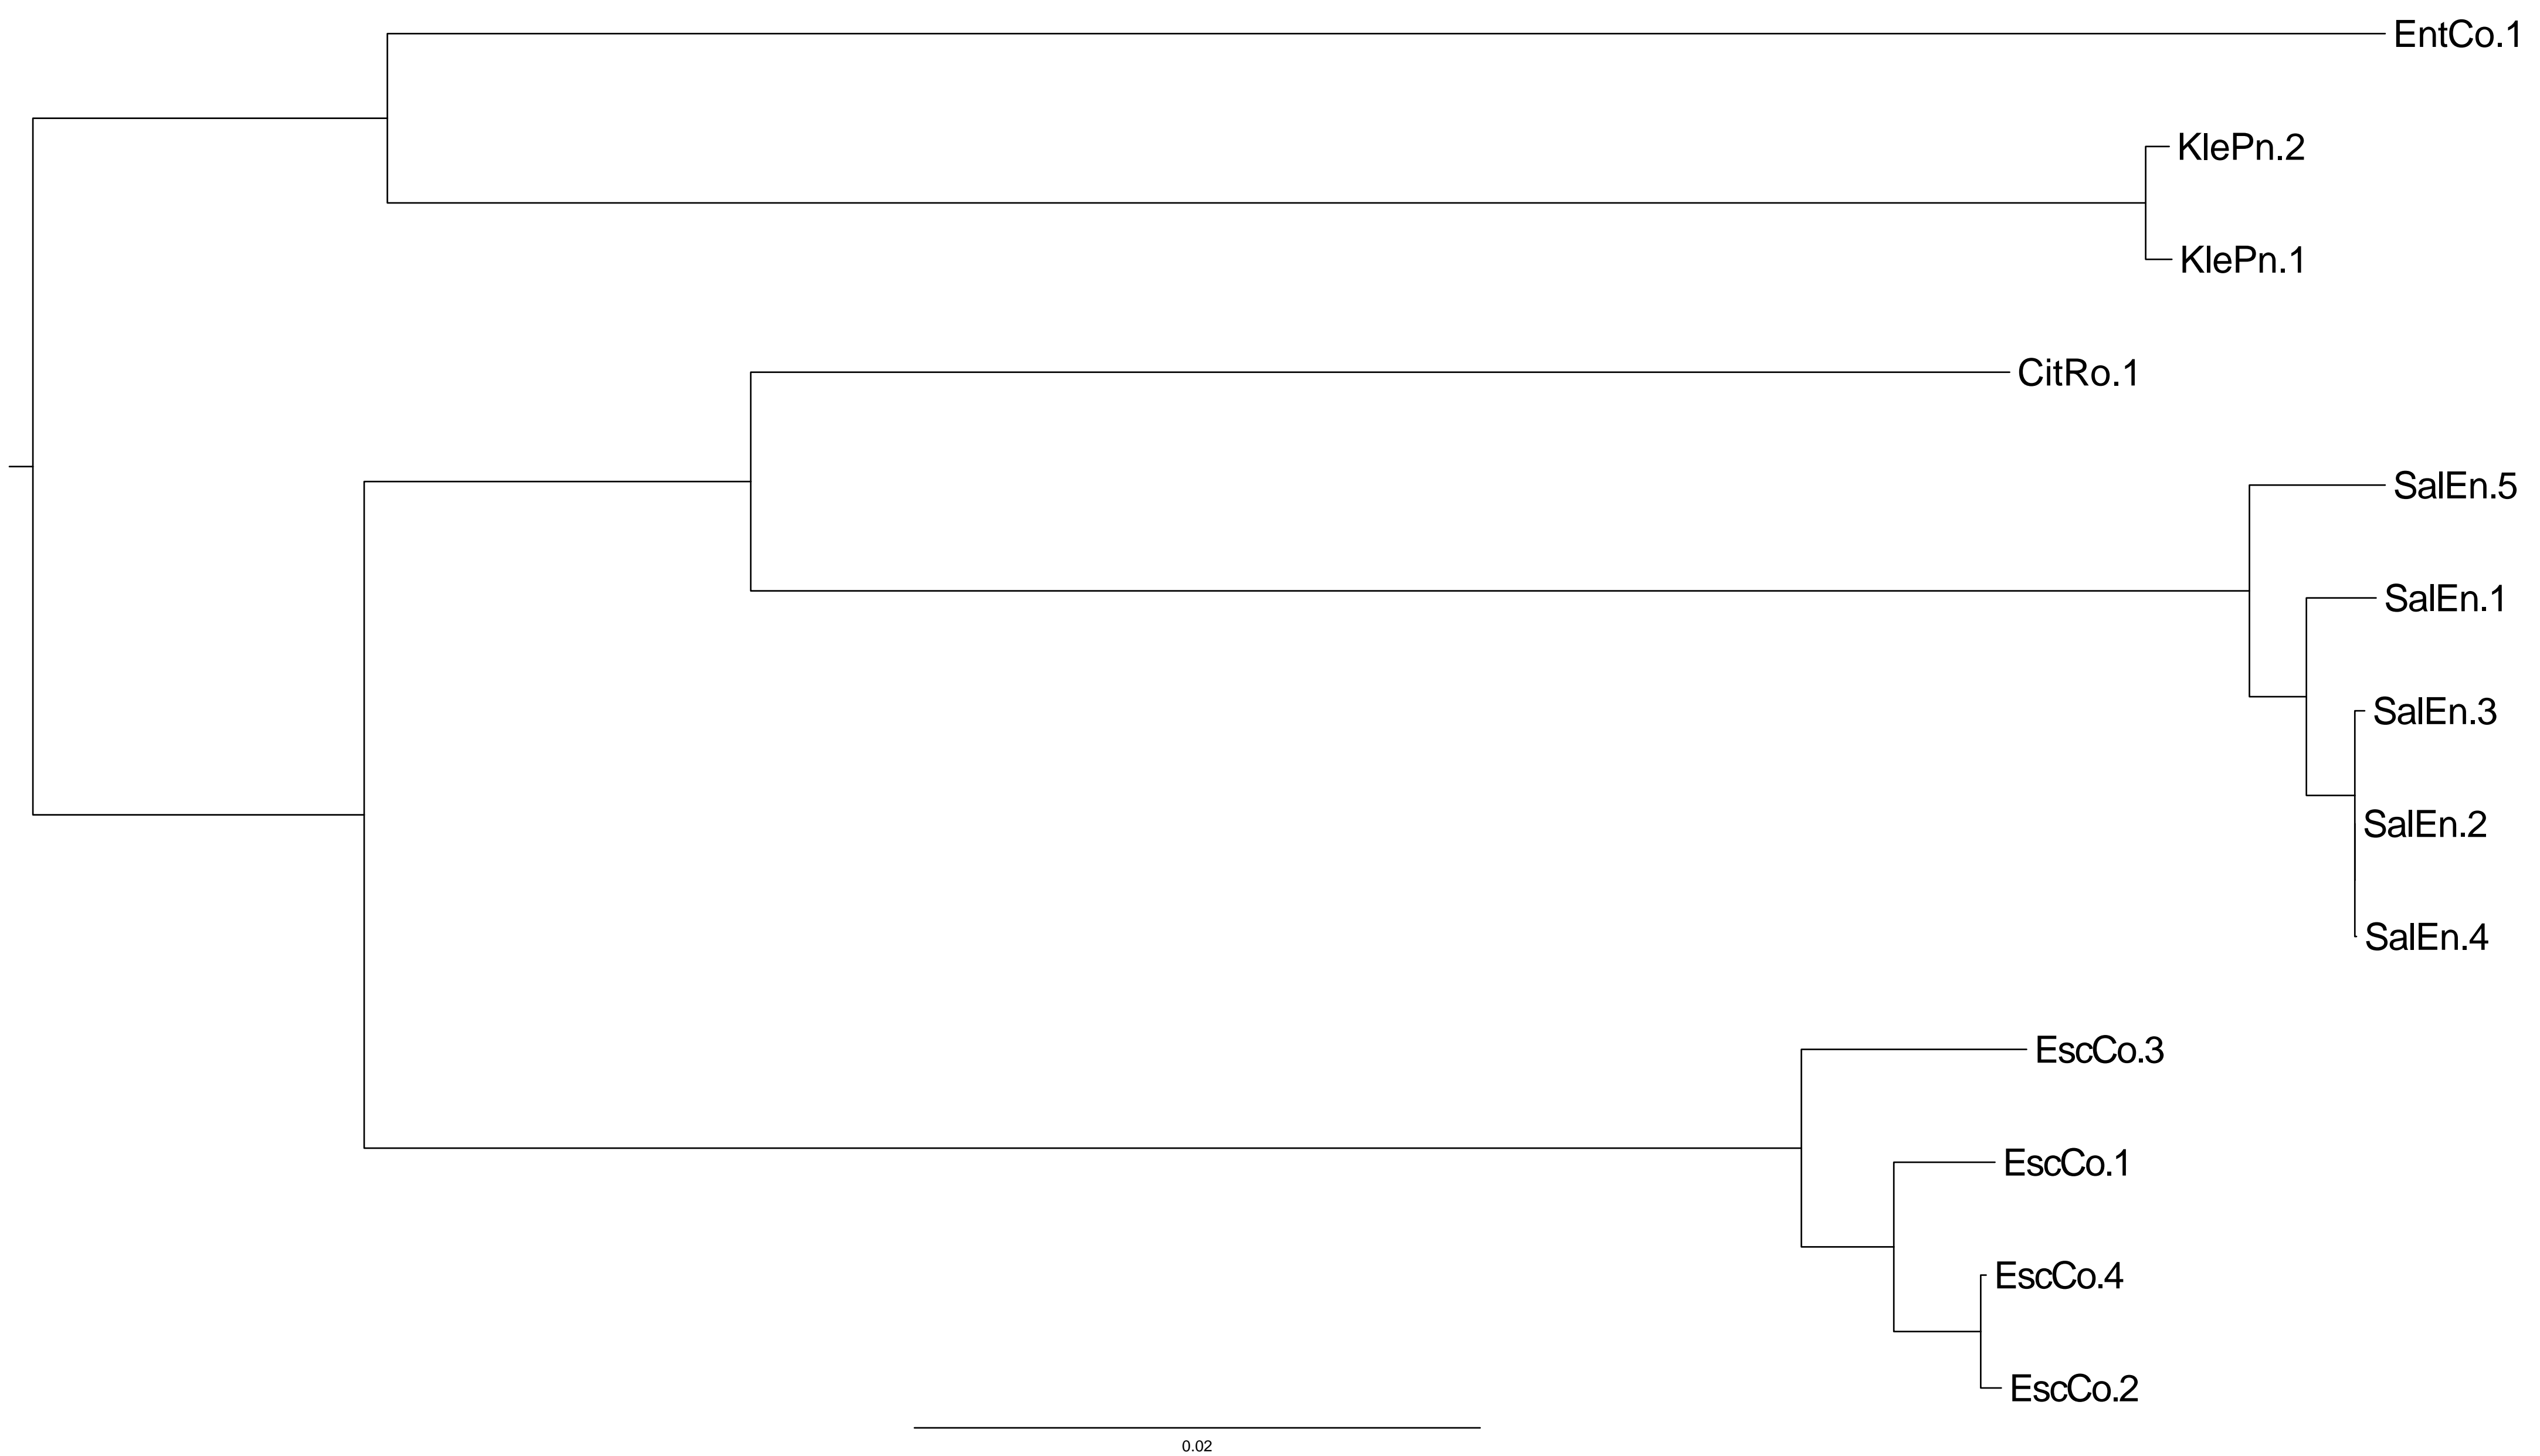 EntCo.1
KlePn.2
KlePn.1
CitRo.1
SalEn.5
SalEn.1
SalEn.3
SalEn.2
SalEn.4
EscCo.3
EscCo.1
EscCo.4
EscCo.2
0.02